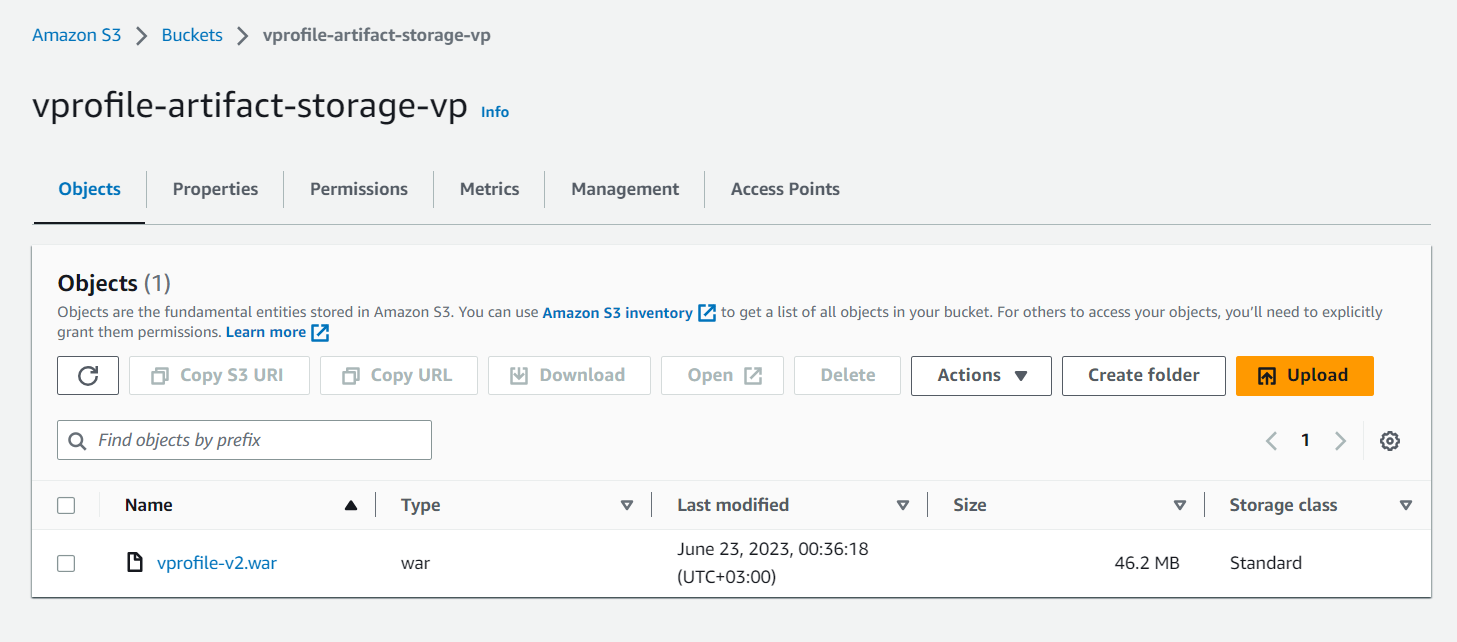 Amazon S3 > Buckets > vprofile-artifact-storage-vp
vprofile-artifact-storage-vp Info
Objects Properties Permissions Metrics Management Access Points
Objects (1)
Objects are the fundamental entities stored in Amazon S3. You can use Amazon S3 inventory to get a list of all objects in your bucket. For others to access your objects, you’ll need to explicitly
grant them permissions. Learn more
Copy S3 URI Copy URL Download Open Delete Actions Create folder Upload
Find objects by prefix 1
Name Type Last modified Size Storage class
vprofile-v2.war war June 23, 2023, 00:36:18 46.2 MB Standard
(UTC+03:00)